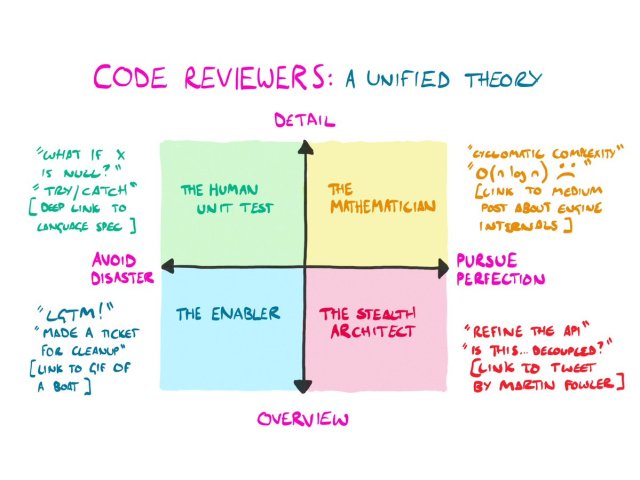 CODE REVIEWERS: A UNIFIED THEORY
DETAIL
"WHAT IF X
IS NULL?"
"TRY/CATCH"
[DEEP LINK TO
LANGUAGE SPEC]
THE HUMAN
UNIT TEST
THE
MATHEMATICIAN
"CYCLOMATIC COMPLEXITY"
"O(n log n) :("
[LINK TO MEDIUM
POST ABOUT ENGINE
INTERNALS]
AVOID
DISASTER
PURSUE
PERFECTION
"LGTM!"
"MADE A TICKET
FOR CLEANUP"
[LINK TO GIF OF
A BOAT]
THE ENABLER
THE STEALTH
ARCHITECT
"REFINE THE API"
"IS THIS... DECOUPLED?"
[LINK TO TWEET
BY MARTIN FOWLER]
OVERVIEW